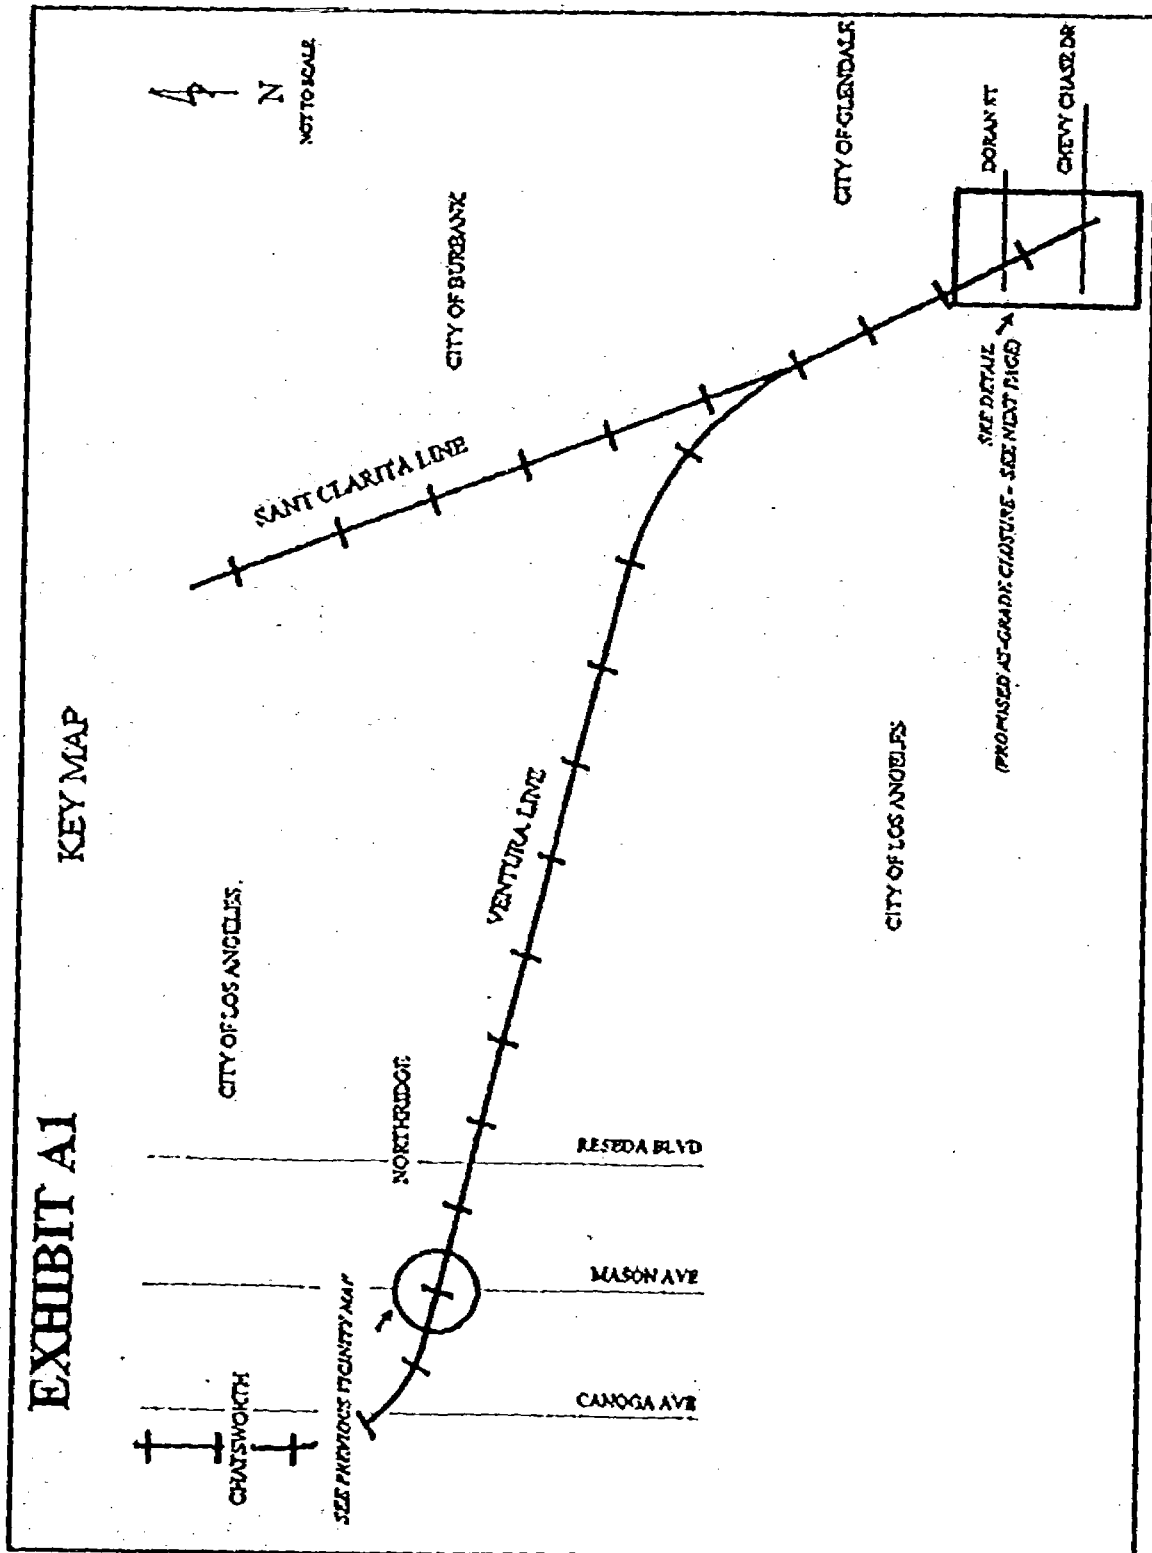 EXHIBIT A1
KEY MAP
N
NOT TO SCALE
CHATSWORTH
CITY OF LOS ANGELES
CITY OF BURBANK
SANT CLARITA LINE
SEE PREVIOUS VICINITY MAP
NORTHRIDGE
VENTURA LINE
CANOGA AVE
MASON AVE
RESEDA BLVD
CITY OF LOS ANGELES
CITY OF GLENDALE
DORAN ST
CHEVY CHASE DR
SEE DETAIL
(PROMISED AT-GRADE CLOSURE - SEE NEXT PAGE)